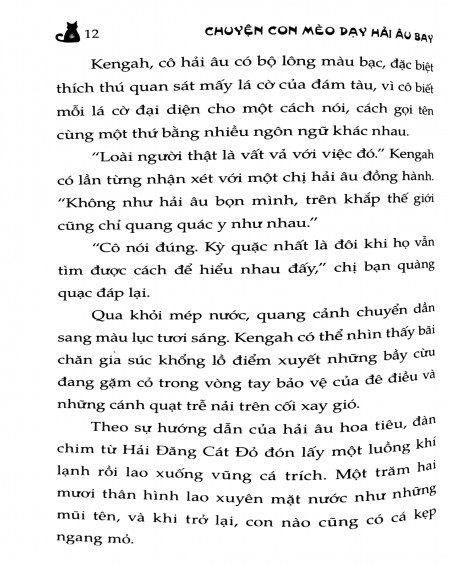 12 CHUYỆN CON MÈO DẠY HẢI ÂU BAY
Kengah, cô hải âu có bộ lông màu bạc, đặc biệt
thích thú quan sát mấy lá cờ của đám tàu, vì cô biết
mỗi lá cờ đại diện cho một cách nói, cách gọi tên
cùng một thứ bằng nhiều ngôn ngữ khác nhau.
“Loài người thật là vất vả với việc đó.” Kengah
có lần từng nhận xét với một chị hải âu đồng hành.
“Không như hải âu bọn mình, trên khắp thế giới
cũng chỉ quang quác y như nhau.”
“Cô nói đúng. Kỳ quặc nhất là đôi khi họ vẫn
tìm được cách để hiểu nhau đấy,” chị bạn quàng
quạc đáp lại.
Qua khỏi mép nước, quang cảnh chuyển dần
sang màu lục tươi sáng. Kengah có thể nhìn thấy bãi
chăn gia súc khổng lồ điểm xuyết những bầy cừu
đang gặm cỏ trong vòng tay bảo vệ của đê điều và
những cánh quạt trễ nải trên cối xay gió.
Theo sự hướng dẫn của hải âu hoa tiêu, đàn
chim từ Hải Đăng Cát Đỏ đón lấy một luồng khí
lạnh rồi lao xuống vũng cá trích. Một trăm hai
mươi thân hình lao xuyên mặt nước như những
mũi tên, và khi trở lại, con nào cũng có cá kẹp
ngang mỏ.